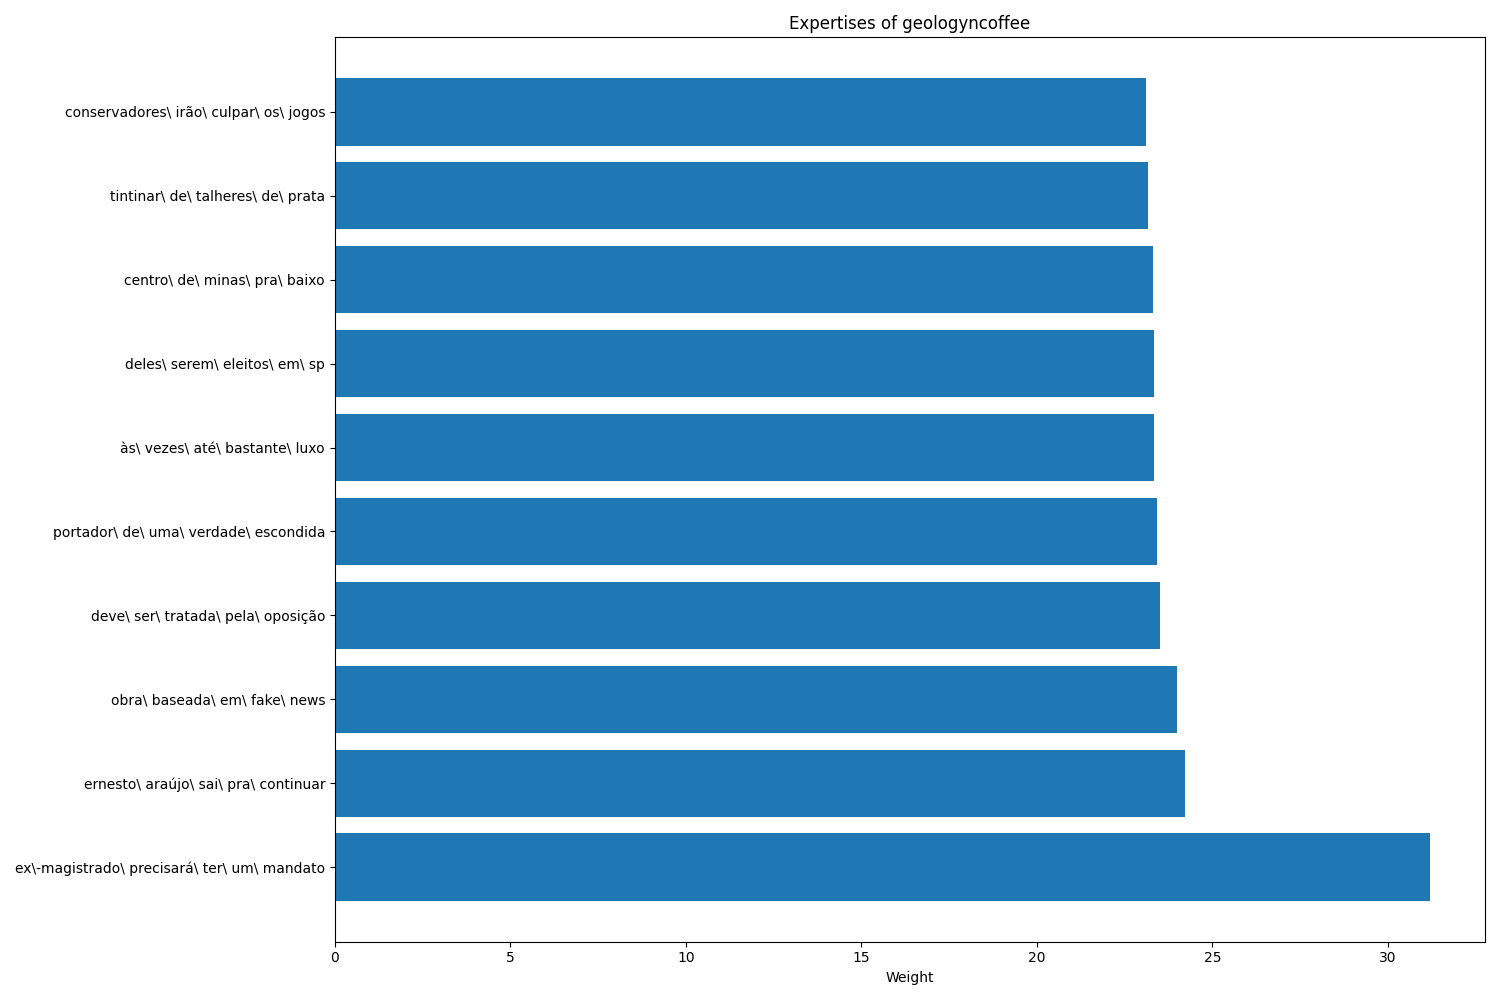 Expertises of geologyncoffee
conservadores\ irão\ culpar\ os\ jogos
tintinar\ de\ talheres\ de\ prata
centro\ de\ minas\ pra\ baixo
deles\ serem\ eleitos\ em\ sp
às\ vezes\ até\ bastante\ luxo
portador\ de\ uma\ verdade\ escondida
deve\ ser\ tratada\ pela\ oposição
obra\ baseada\ em\ fake\ news
ernesto\ araújo\ sai\ pra\ continuar
ex\-magistrado\ precisará\ ter\ um\ mandato
0 5 10 15 20 25 30
Weight